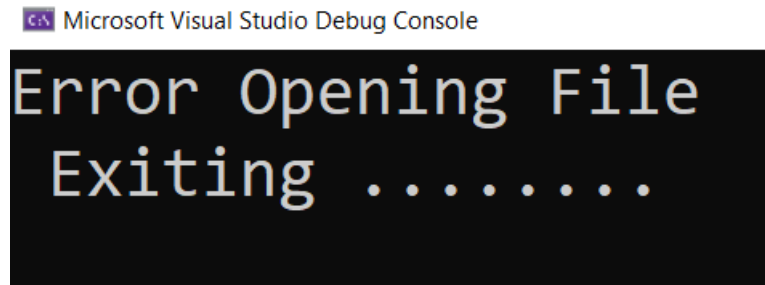 Microsoft Visual Studio Debug Console
Error Opening File
Exiting ........